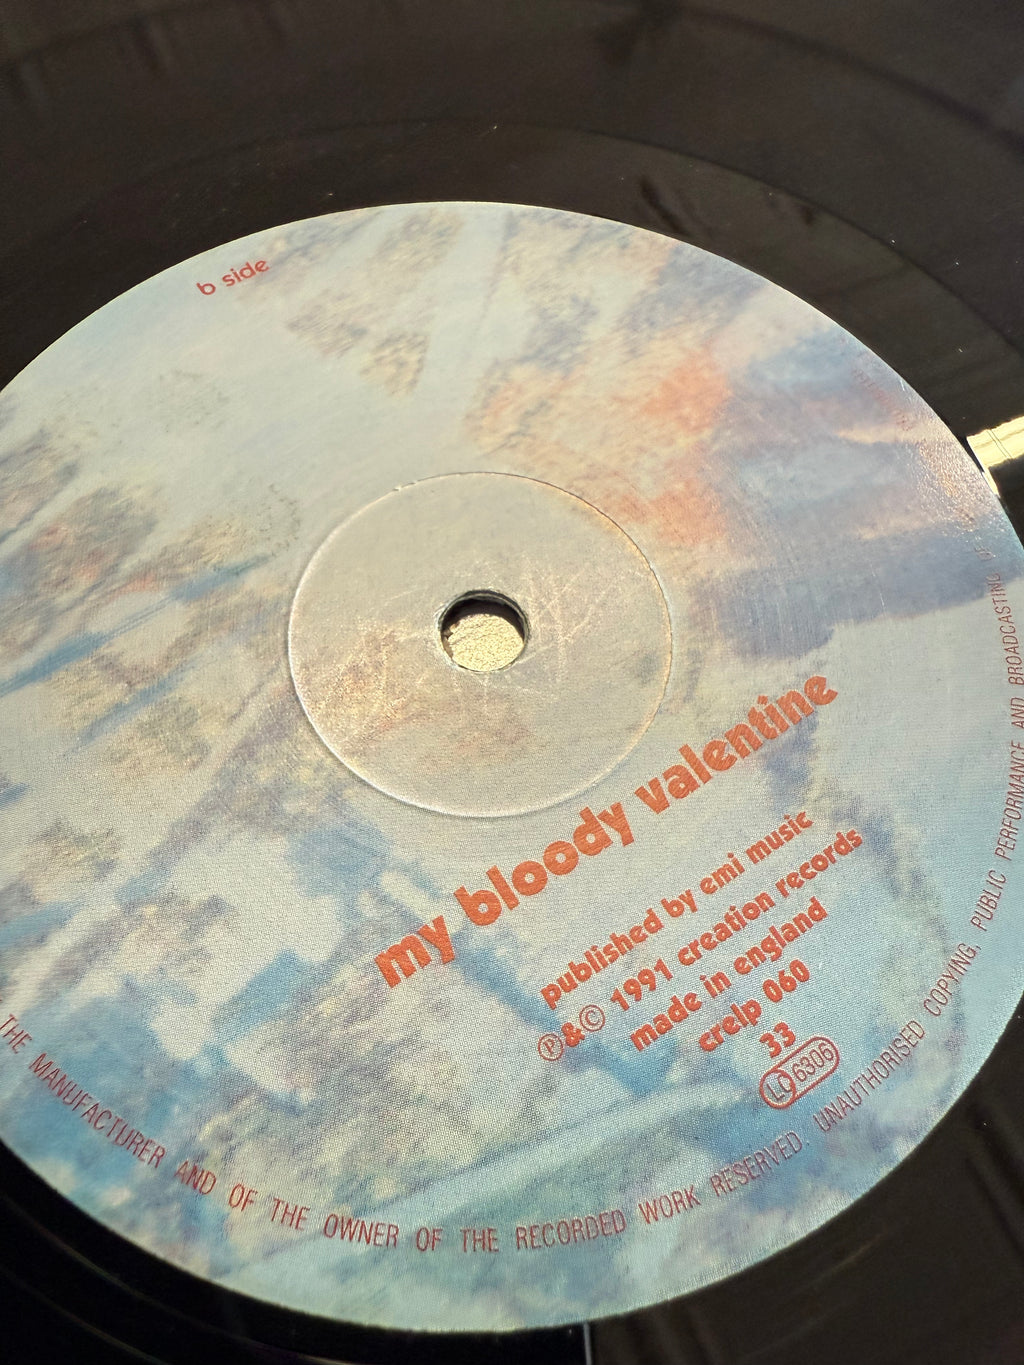 b side
my bloody valentine
published by emi music
℗&© 1991 creation records
made in england
crelp 060
33
LC 6306
THE MANUFACTURER AND OF THE OWNER OF THE RECORDED WORK RESERVED. UNAUTHORISED COPYING, PUBLIC PERFORMANCE AND BROADCASTING